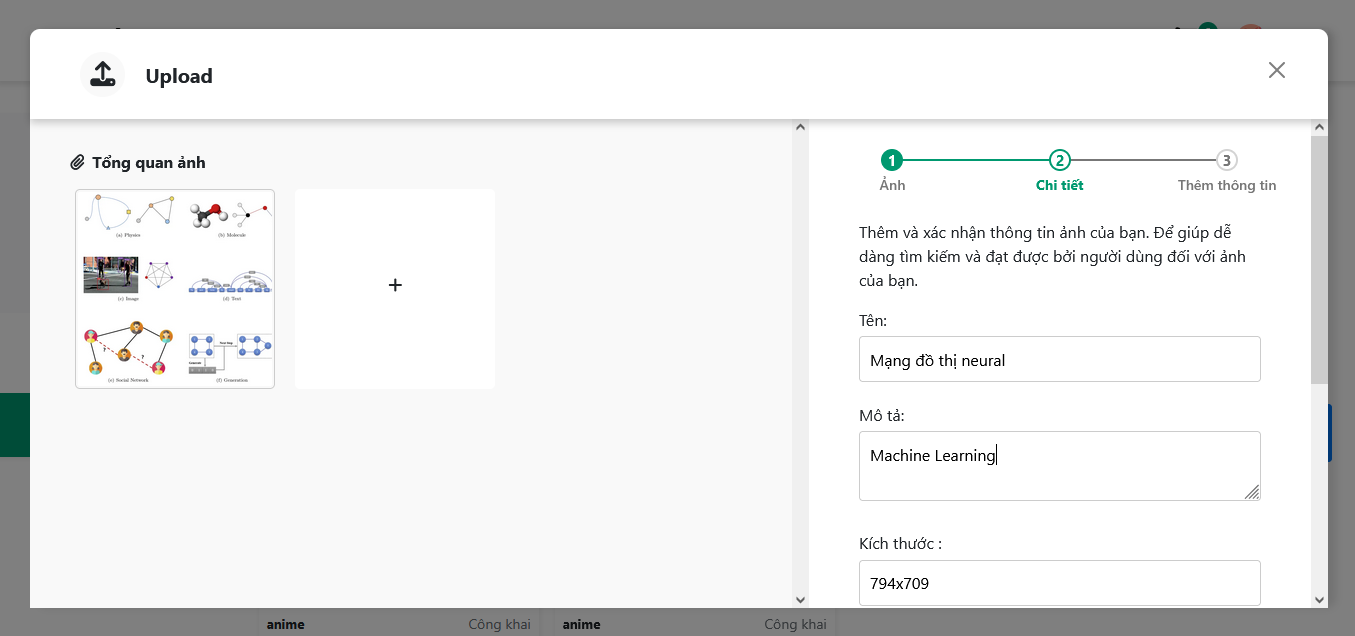 Upload
Tổng quan ảnh
(a) Physics
(b) Molecule
(c) Image
(d) Text
(e) Social Network
(f) Generation
+
1
2
3
Ảnh
Chi tiết
Thêm thông tin
Thêm và xác nhận thông tin ảnh của bạn. Để giúp dễ
dàng tìm kiếm và đạt được bởi người dùng đối với ảnh
của bạn.
Tên:
Mạng đồ thị neural
Mô tả:
Machine Learning
Kích thước :
794x709
anime
Công khai
anime
Công khai